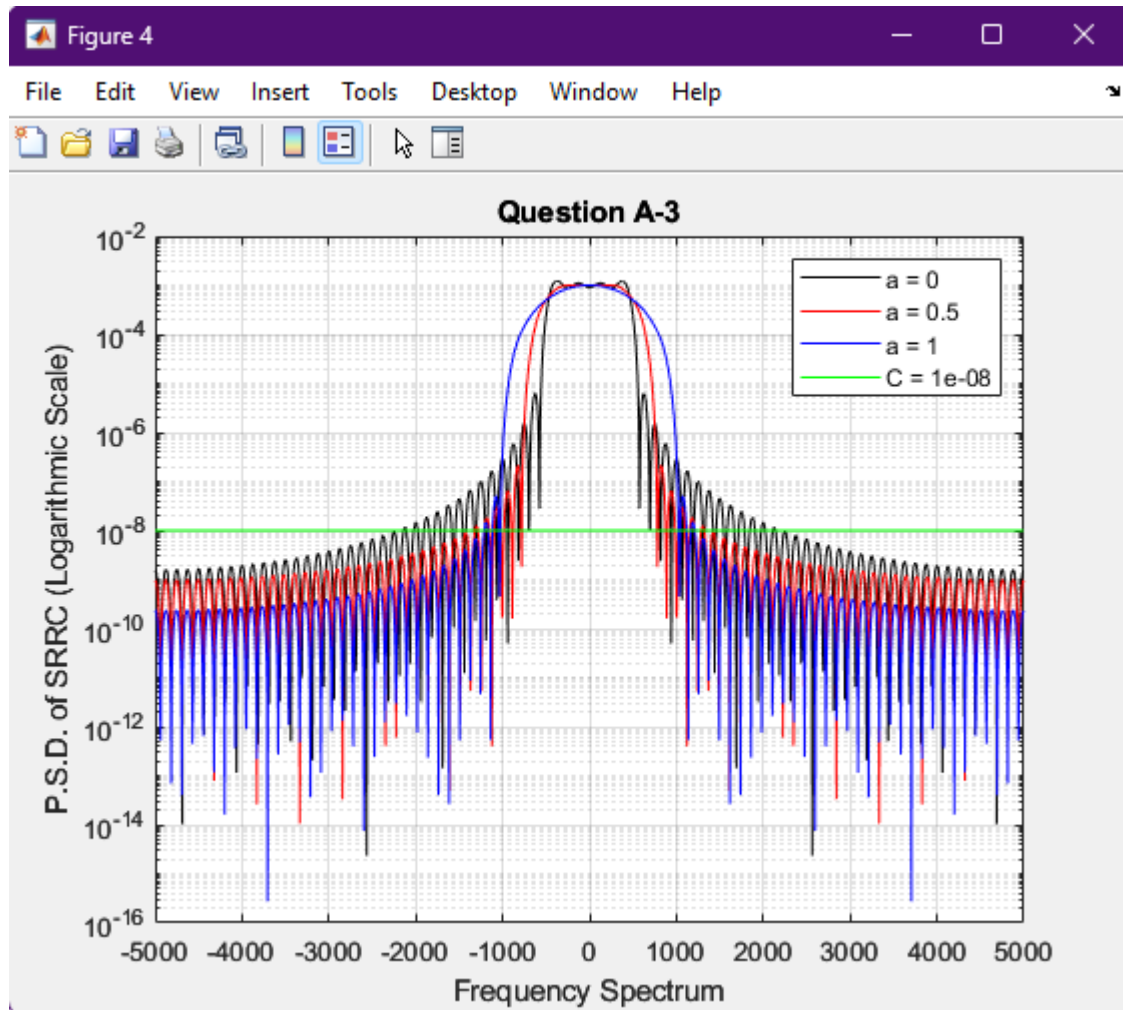 Figure 4
File Edit View Insert Tools Desktop Window Help
Question A-3
P.S.D. of SRRC (Logarithmic Scale)
10-2
10-4
10-6
10-8
10-10
10-12
10-14
10-16
a = 0
a = 0.5
a = 1
C = 1e-08
-5000 -4000 -3000 -2000 -1000 0 1000 2000 3000 4000 5000
Frequency Spectrum